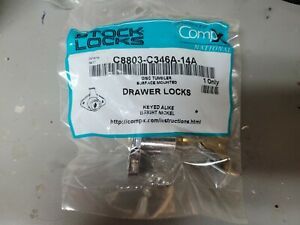 STOCK
LOCKS
CompX
NATIONAL
C8803-C346A-14A
DISC TUMBLER
SURFACE MOUNTED
1 Only
DRAWER LOCKS
KEYED ALIKE
BRIGHT NICKEL
http://compx.com/instructions.html